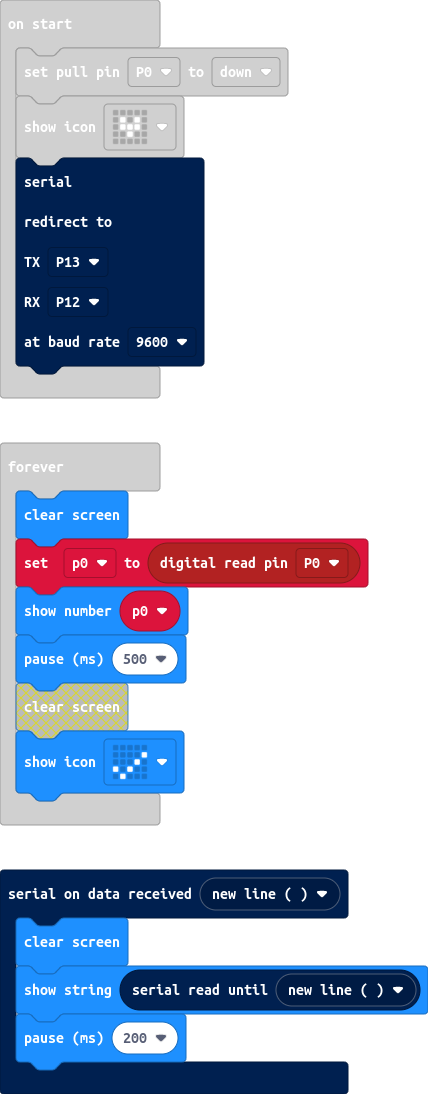 on start
set pull pin P0 to down
show icon
serial
redirect to
TX P13
RX P12
at baud rate 9600
forever
clear screen
set p0 to digital read pin P0
show number p0
pause (ms) 500
clear screen
show icon
serial on data received new line ( )
clear screen
show string serial read until new line ( )
pause (ms) 200